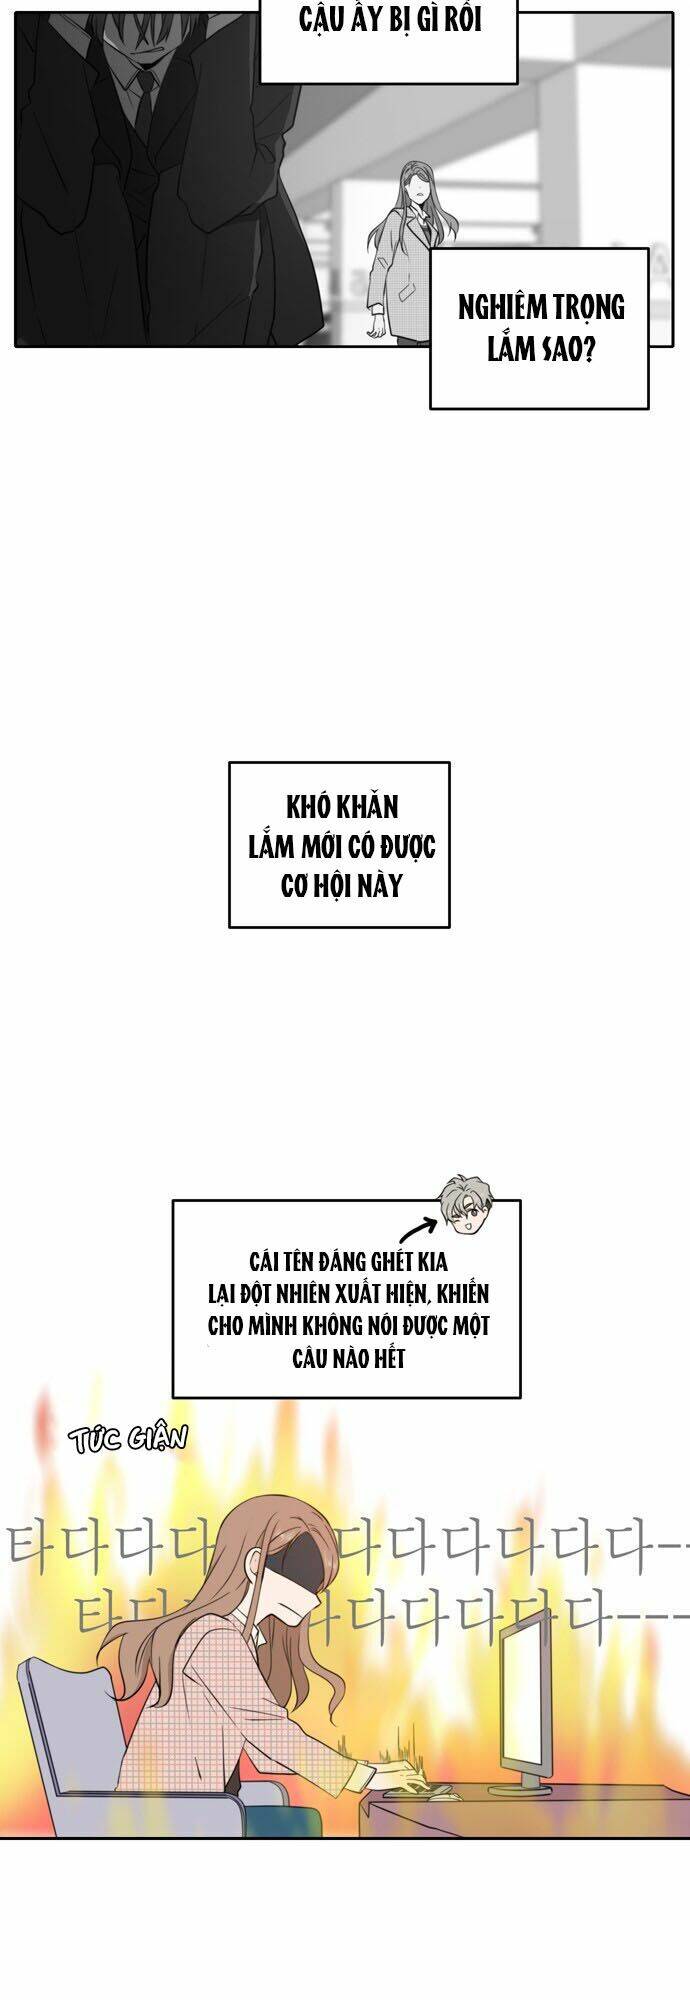 CẬU ẤY BỊ GÌ RỒI
NGHIÊM TRỌNG
LẮM SAO?
KHÓ KHĂN
LẮM MỚI CÓ ĐƯỢC
CƠ HỘI NÀY
CÁI TÊN ĐÁNG GHÉT KIA
LẠI ĐỘT NHIÊN XUẤT HIỆN, KHIẾN
CHO MÌNH KHÔNG NÓI ĐƯỢC MỘT
CÂU NÀO HẾT
TỨC GIẬN
타다다다 다다다다다다---
타다다 다다다다다다---